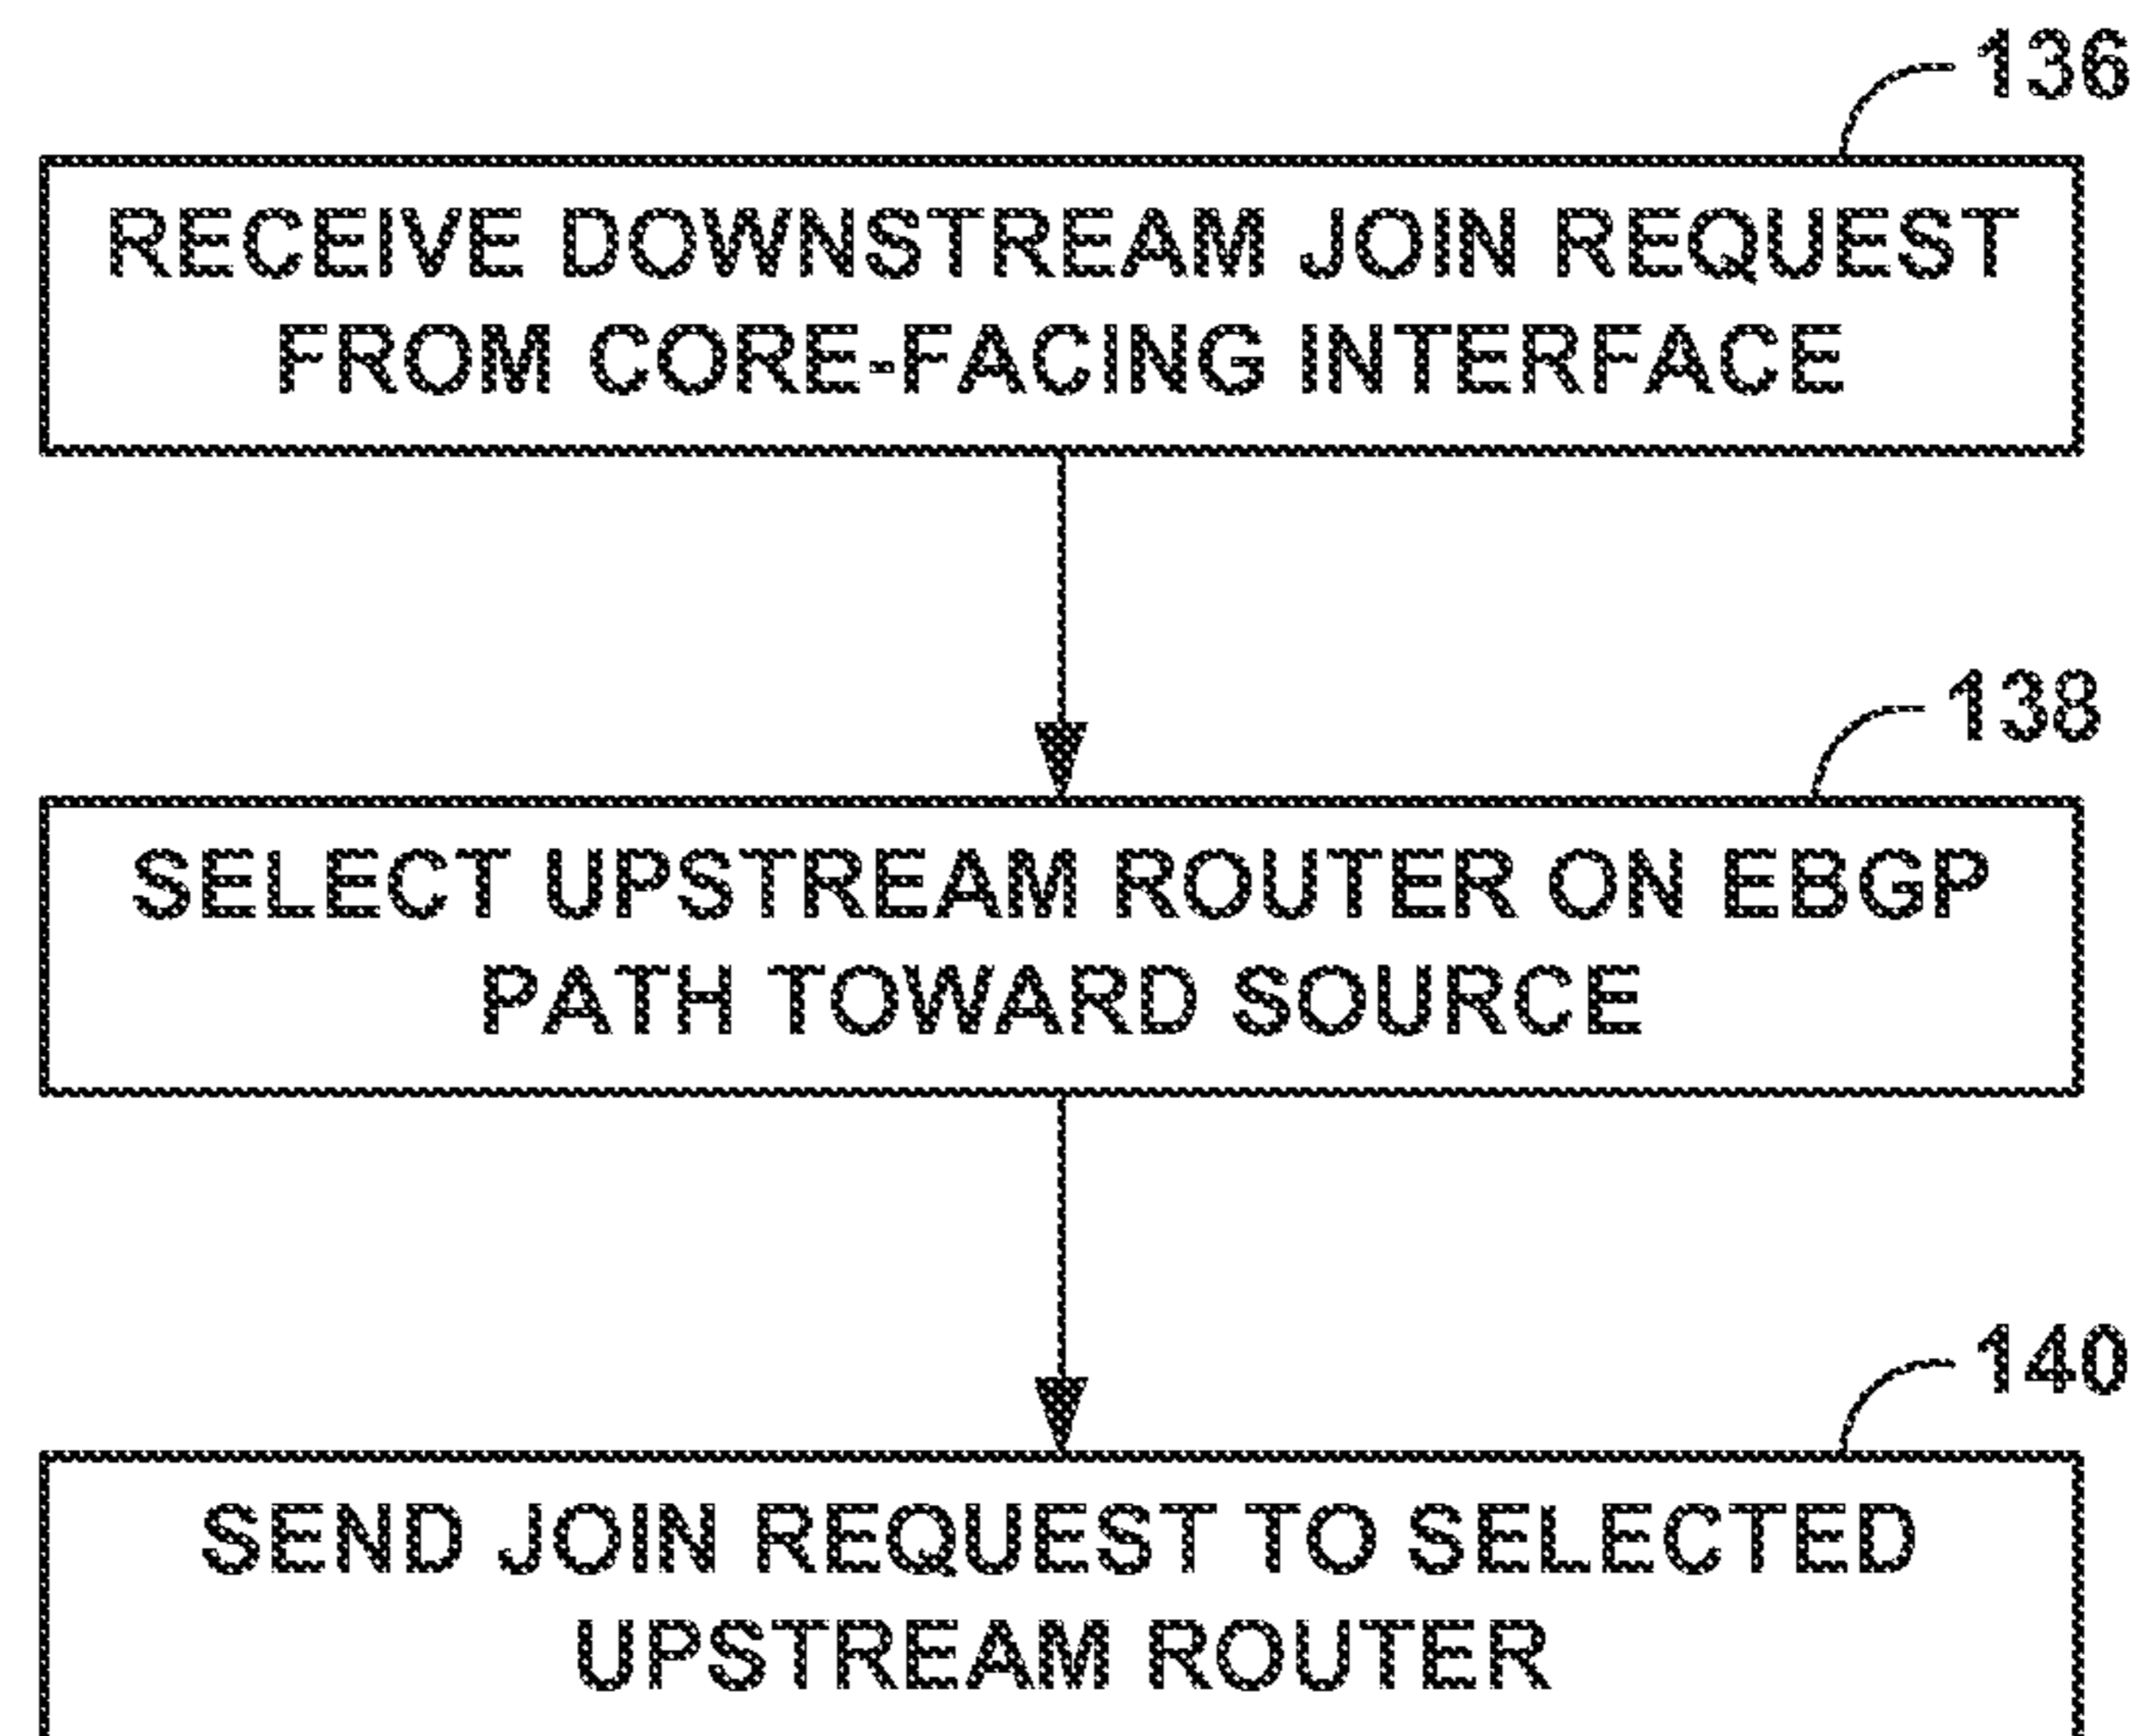 136
RECEIVE DOWNSTREAM JOIN REQUEST
FROM CORE-FACING INTERFACE
138
SELECT UPSTREAM ROUTER ON EBGP
PATH TOWARD SOURCE
140
SEND JOIN REQUEST TO SELECTED
UPSTREAM ROUTER